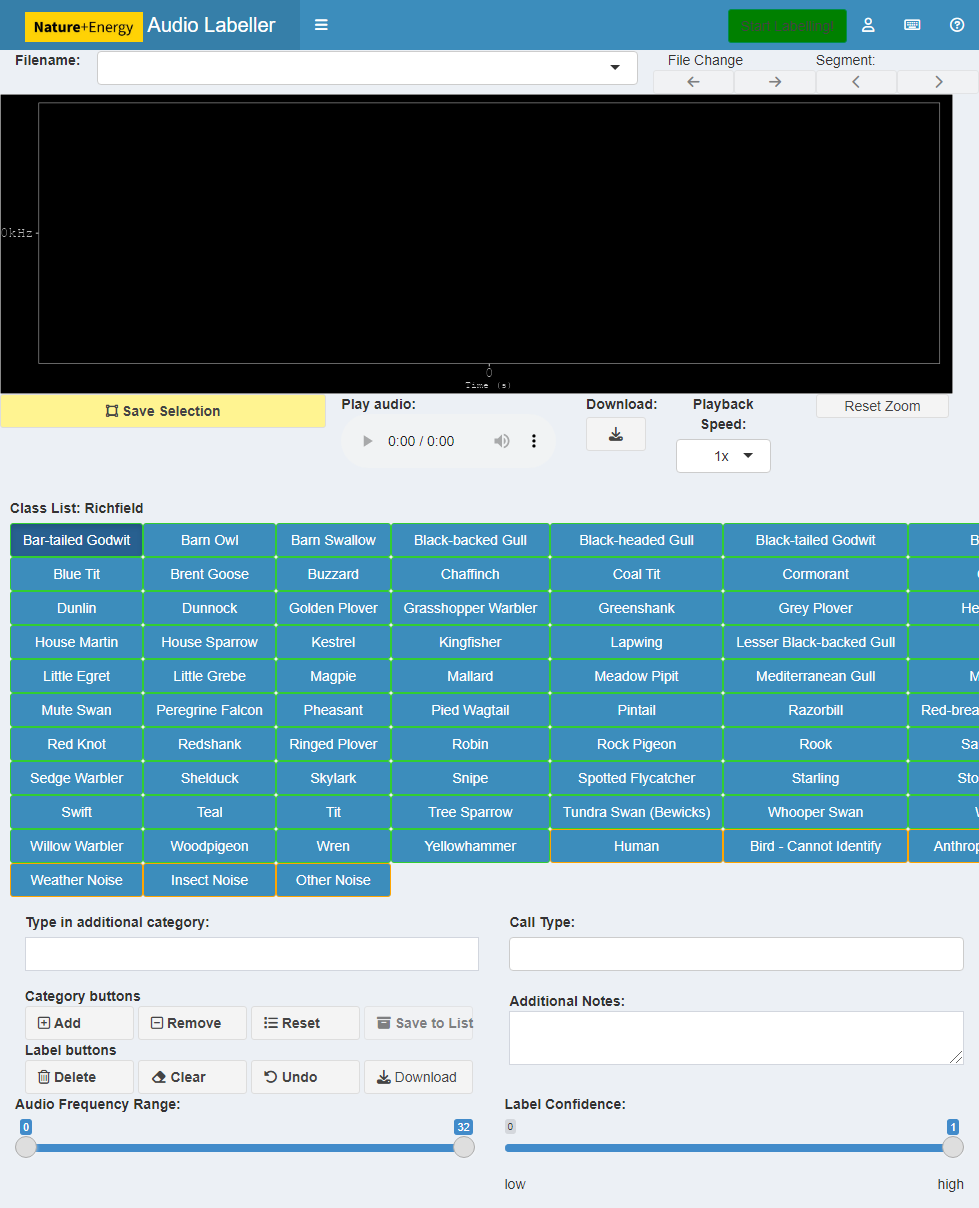 Nature+Energy Audio Labeller
Start Labelling!
Filename:
File Change
Segment:
0kHz
0
Time (s)
Save Selection
Play audio:
0:00 / 0:00
Download:
Playback
Speed:
1x
Reset Zoom
Class List: Richfield
Bar-tailed Godwit Barn Owl Barn Swallow Black-backed Gull Black-headed Gull Black-tailed Godwit B
Blue Tit Brent Goose Buzzard Chaffinch Coal Tit Cormorant
Dunlin Dunnock Golden Plover Grasshopper Warbler Greenshank Grey Plover He
House Martin House Sparrow Kestrel Kingfisher Lapwing Lesser Black-backed Gull
Little Egret Little Grebe Magpie Mallard Meadow Pipit Mediterranean Gull M
Mute Swan Peregrine Falcon Pheasant Pied Wagtail Pintail Razorbill Red-brea
Red Knot Redshank Ringed Plover Robin Rock Pigeon Rook Sa
Sedge Warbler Shelduck Skylark Snipe Spotted Flycatcher Starling Sto
Swift Teal Tit Tree Sparrow Tundra Swan (Bewicks) Whooper Swan
Willow Warbler Woodpigeon Wren Yellowhammer Human Bird - Cannot Identify Anthrop
Weather Noise Insect Noise Other Noise
Type in additional category:
Call Type:
Category buttons
Add Remove Reset Save to List
Additional Notes:
Label buttons
Delete Clear Undo Download
Audio Frequency Range:
0 32
Label Confidence:
0 1
low high